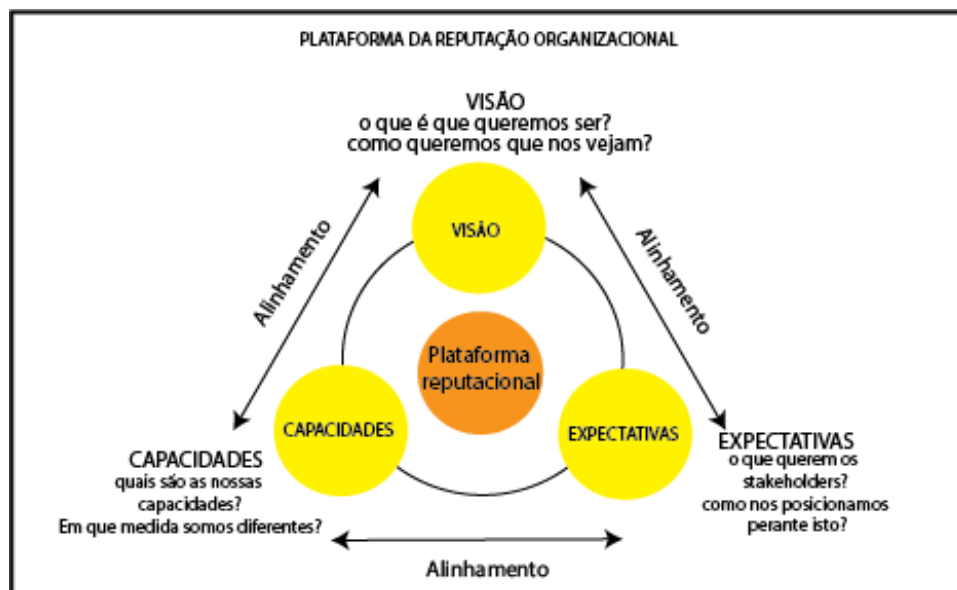 PLATAFORMA DA REPUTAÇÃO ORGANIZACIONAL
VISÃO
o que é que queremos ser?
como queremos que nos vejam?
Alinhamento
Alinhamento
VISÃO
Plataforma
reputacional
CAPACIDADES
EXPECTATIVAS
CAPACIDADES
quais são as nossas
capacidades?
Em que medida somos diferentes?
EXPECTATIVAS
o que querem os
stakeholders?
como nos posicionamos
perante isto?
Alinhamento